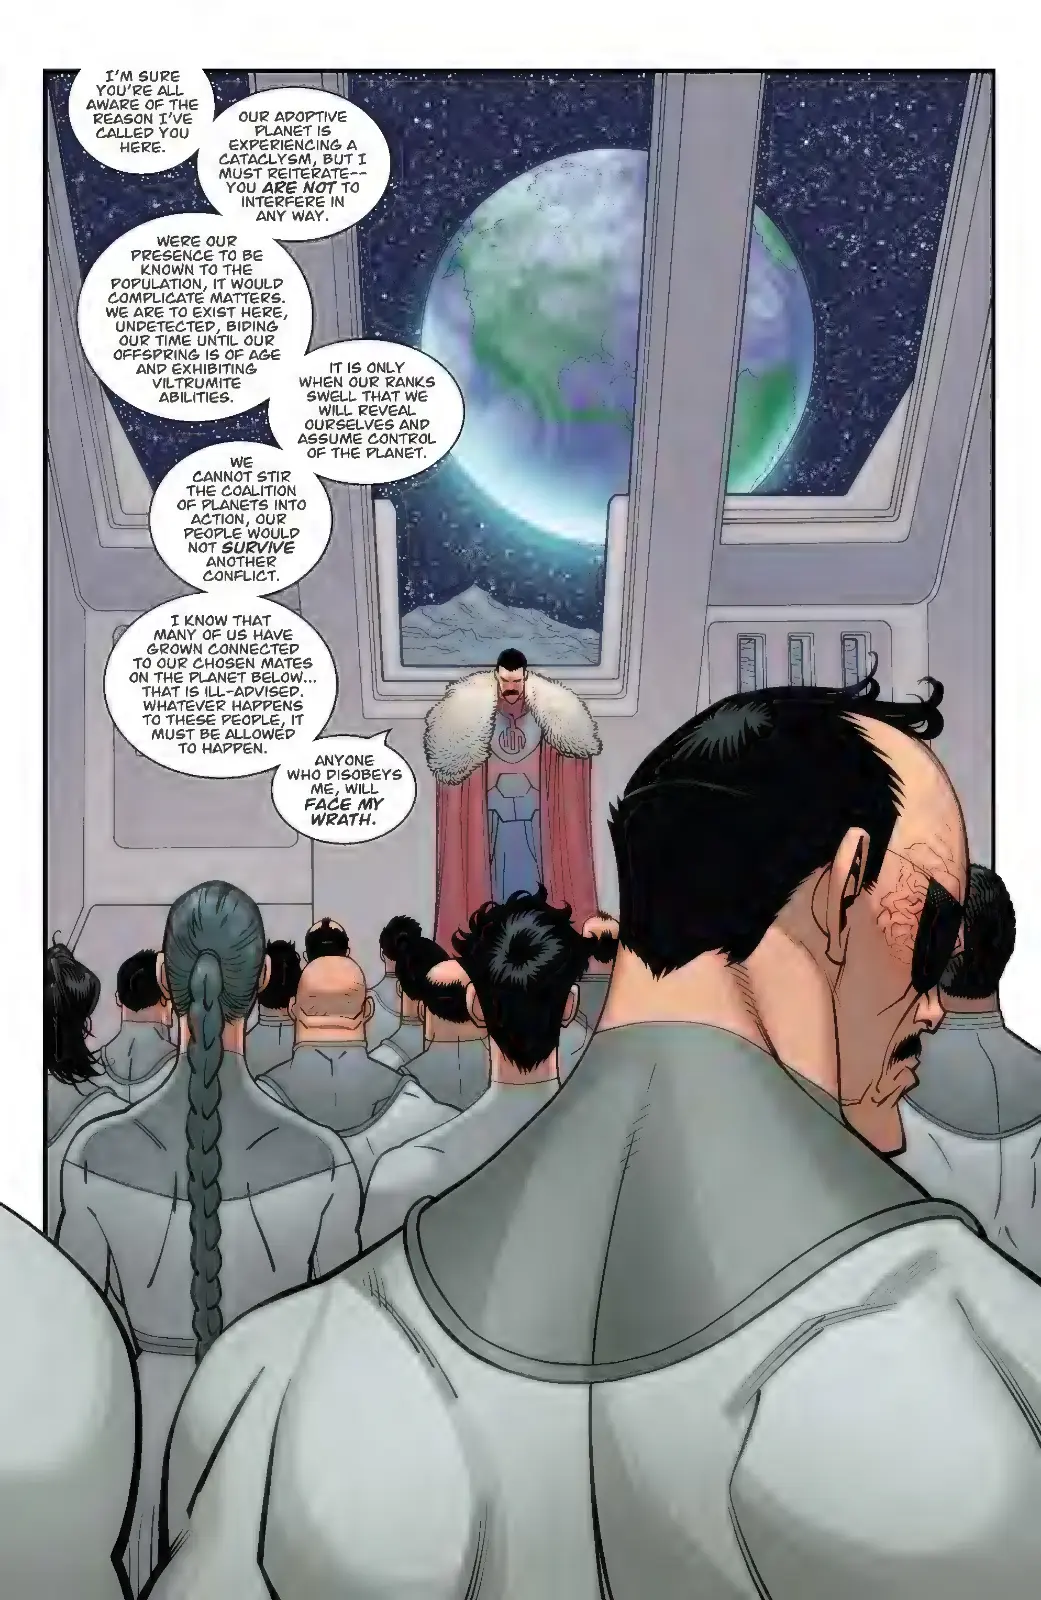 I'M SURE
YOU'RE ALL
AWARE OF THE
REASON I'VE
CALLED YOU
HERE.
OUR ADOPTIVE
PLANET IS
EXPERIENCING A
CATACLYSM, BUT I
MUST REITERATE--
YOU ARE NOT TO
INTERFERE IN
ANY WAY.
WERE OUR
PRESENCE TO BE
KNOWN TO THE
POPULATION, IT WOULD
COMPLICATE MATTERS.
WE ARE TO EXIST HERE,
UNDETECTED, BIDING
OUR TIME UNTIL OUR
OFFSPRING IS OF AGE
AND EXHIBITING
VILTRUMITE
ABILITIES.
IT IS ONLY
WHEN OUR RANKS
SWELL THAT WE
WILL REVEAL
OURSELVES AND
ASSUME CONTROL
OF THE PLANET.
WE
CANNOT STIR
THE COALITION
OF PLANETS INTO
ACTION, OUR
PEOPLE WOULD
NOT SURVIVE
ANOTHER
CONFLICT.
I KNOW THAT
MANY OF US HAVE
GROWN CONNECTED
TO OUR CHOSEN MATES
ON THE PLANET BELOW...
THAT IS ILL-ADVISED.
WHATEVER HAPPENS
TO THESE PEOPLE, IT
MUST BE ALLOWED
TO HAPPEN.
ANYONE
WHO DISOBEYS
ME, WILL
FACE MY
WRATH.